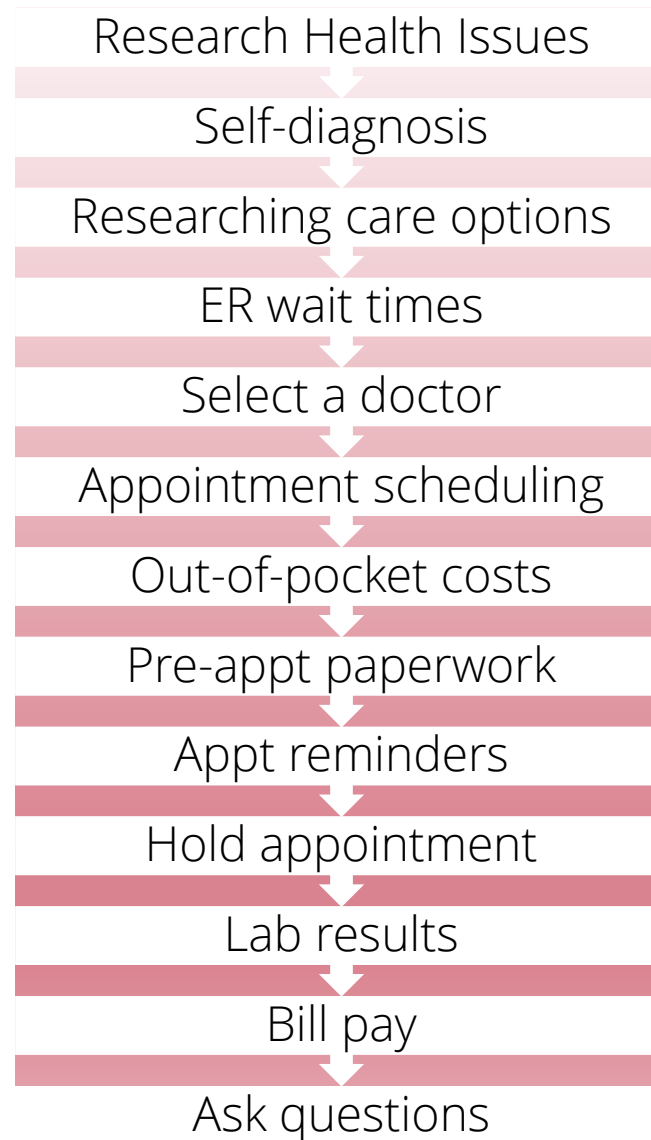 Research Health Issues
Self-diagnosis
Researching care options
ER wait times
Select a doctor
Appointment scheduling
Out-of-pocket costs
Pre-appt paperwork
Appt reminders
Hold appointment
Lab results
Bill pay
Ask questions